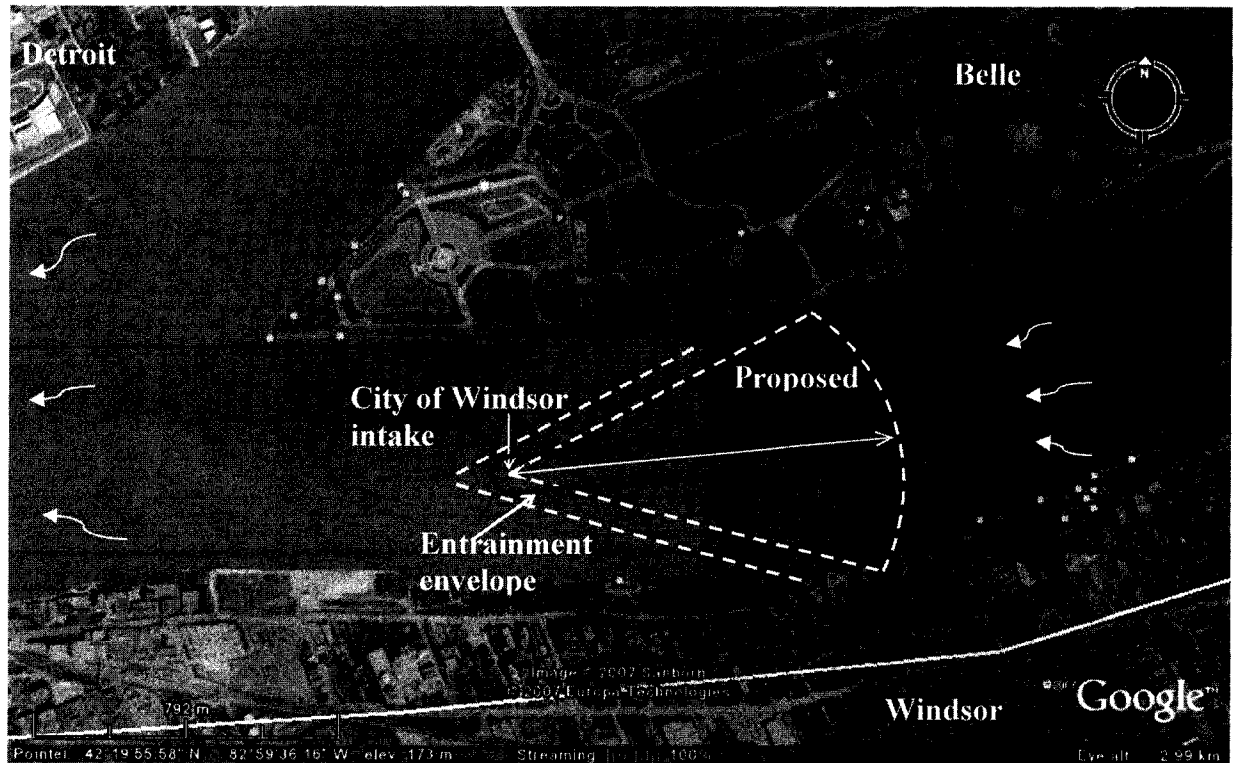 Detroit
Belle
N
Proposed
City of Windsor
intake
Entrainment
envelope
Image © 2007 Sanborn
© 2007 Europa Technologies
Google
792 m
Windsor
Pointer 42°19'55.58" N 82°59'36.16" W elev 173 m Streaming 100% Eye alt 2.99 km